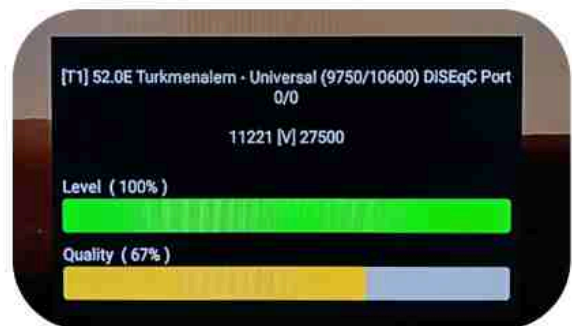 [T1] 52.0E Turkmenalem - Universal (9750/10600) DiSEqC Port
0/0
11221 [V] 27500
Level ( 100% )
Quality ( 67% )